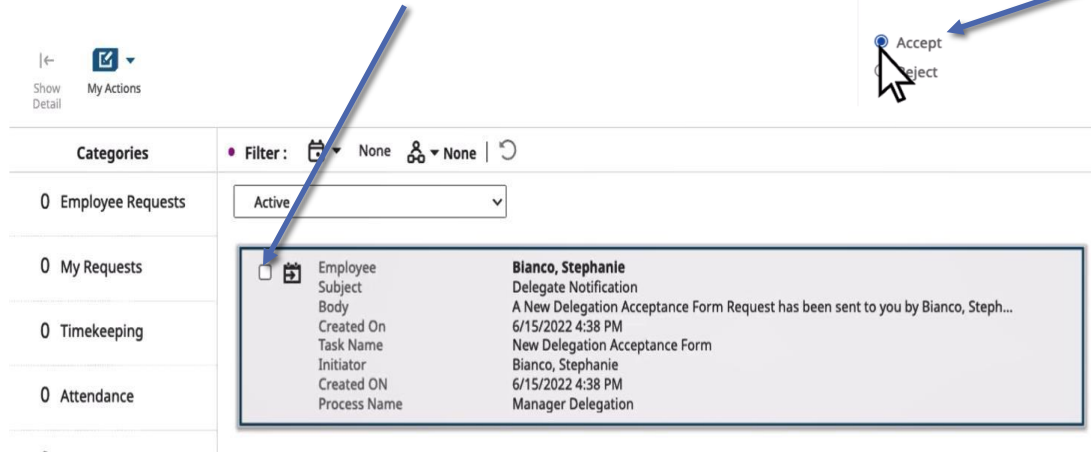 Accept
Reject
Show
Detail
My Actions
Categories
Filter : None None
0 Employee Requests
Active
0 My Requests
Employee Bianco, Stephanie
Subject Delegate Notification
Body A New Delegation Acceptance Form Request has been sent to you by Bianco, Steph...
Created On 6/15/2022 4:38 PM
0 Timekeeping
Task Name New Delegation Acceptance Form
Initiator Bianco, Stephanie
Created ON 6/15/2022 4:38 PM
0 Attendance
Process Name Manager Delegation